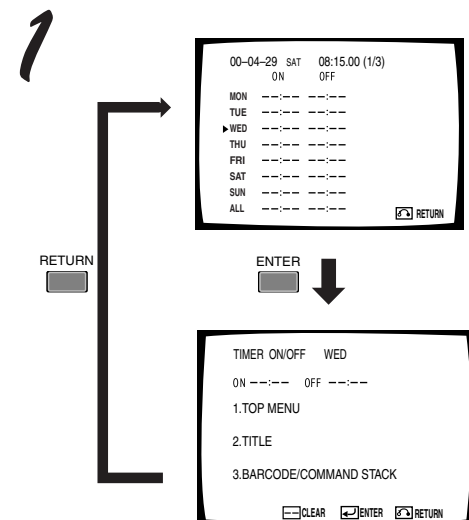 1
00–04–29 SAT 08:15.00 (1/3)
ON OFF
MON ––:–– ––:––
TUE ––:–– ––:––
▶WED ––:–– ––:––
THU ––:–– ––:––
FRI ––:–– ––:––
SAT ––:–– ––:––
SUN ––:–– ––:––
ALL ––:–– ––:––
RETURN
RETURN
ENTER
TIMER ON/OFF WED
ON ––:–– OFF ––:––
1.TOP MENU
2.TITLE
3.BARCODE/COMMAND STACK
––CLEAR ENTER RETURN